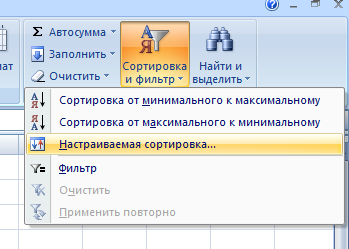 Σ Автосумма
Заполнить
Очистить
мат
Сортировка
и фильтр
Найти и
выделить
Сортировка от минимального к максимальному
Сортировка от максимального к минимальному
Настраиваемая сортировка...
Фильтр
Очистить
Применить повторно